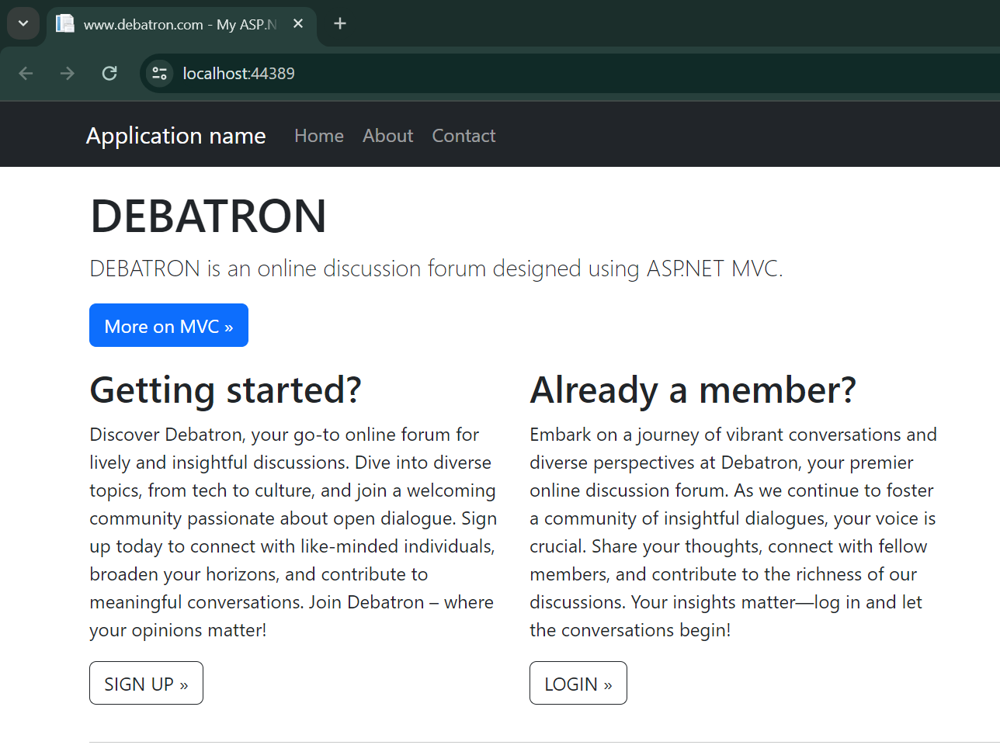 www.debatron.com - My ASP.N
localhost:44389
Application name Home About Contact
DEBATRON
DEBATRON is an online discussion forum designed using ASP.NET MVC.
More on MVC »
Getting started?
Discover Debatron, your go-to online forum for
lively and insightful discussions. Dive into diverse
topics, from tech to culture, and join a welcoming
community passionate about open dialogue. Sign
up today to connect with like-minded individuals,
broaden your horizons, and contribute to
meaningful conversations. Join Debatron – where
your opinions matter!
SIGN UP »
Already a member?
Embark on a journey of vibrant conversations and
diverse perspectives at Debatron, your premier
online discussion forum. As we continue to foster
a community of insightful dialogues, your voice is
crucial. Share your thoughts, connect with fellow
members, and contribute to the richness of our
discussions. Your insights matter—log in and let
the conversations begin!
LOGIN »